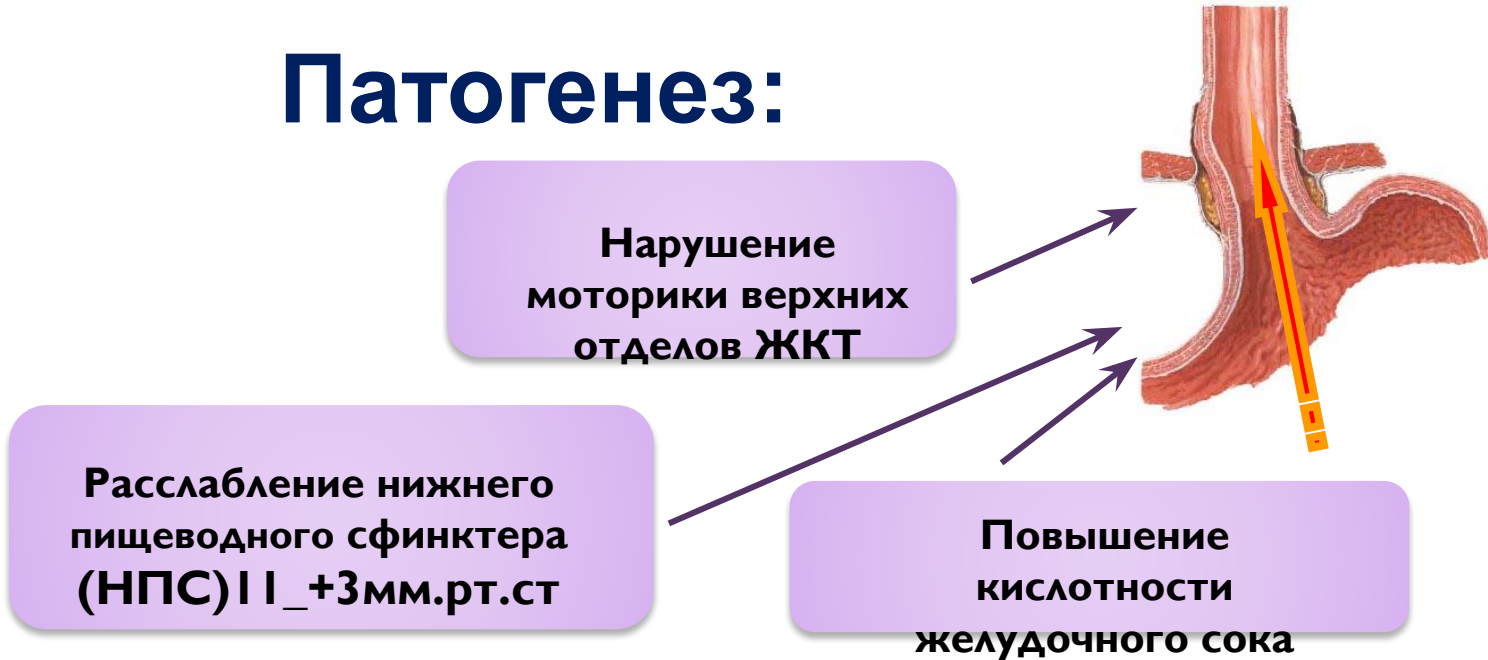 Патогенез:
Нарушение
моторики верхних
отделов ЖКТ
Расслабление нижнего
пищеводного сфинктера
(НПС)11_+3мм.рт.ст
Повышение
кислотности
желудочного сока